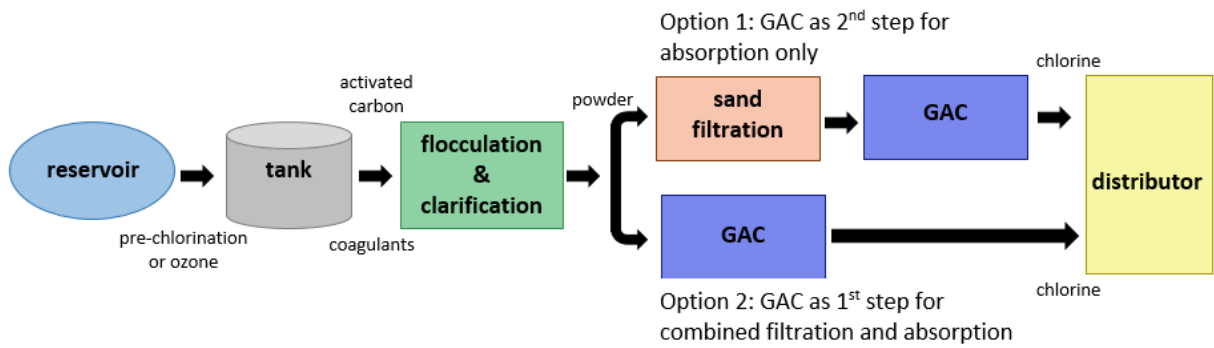 Option 1: GAC as 2nd step for
absorption only
chlorine
activated
carbon
powder
sand
filtration
GAC
reservoir
tank
flocculation
&
clarification
distributor
pre-chlorination
or ozone
coagulants
GAC
chlorine
Option 2: GAC as 1st step for
combined filtration and absorption